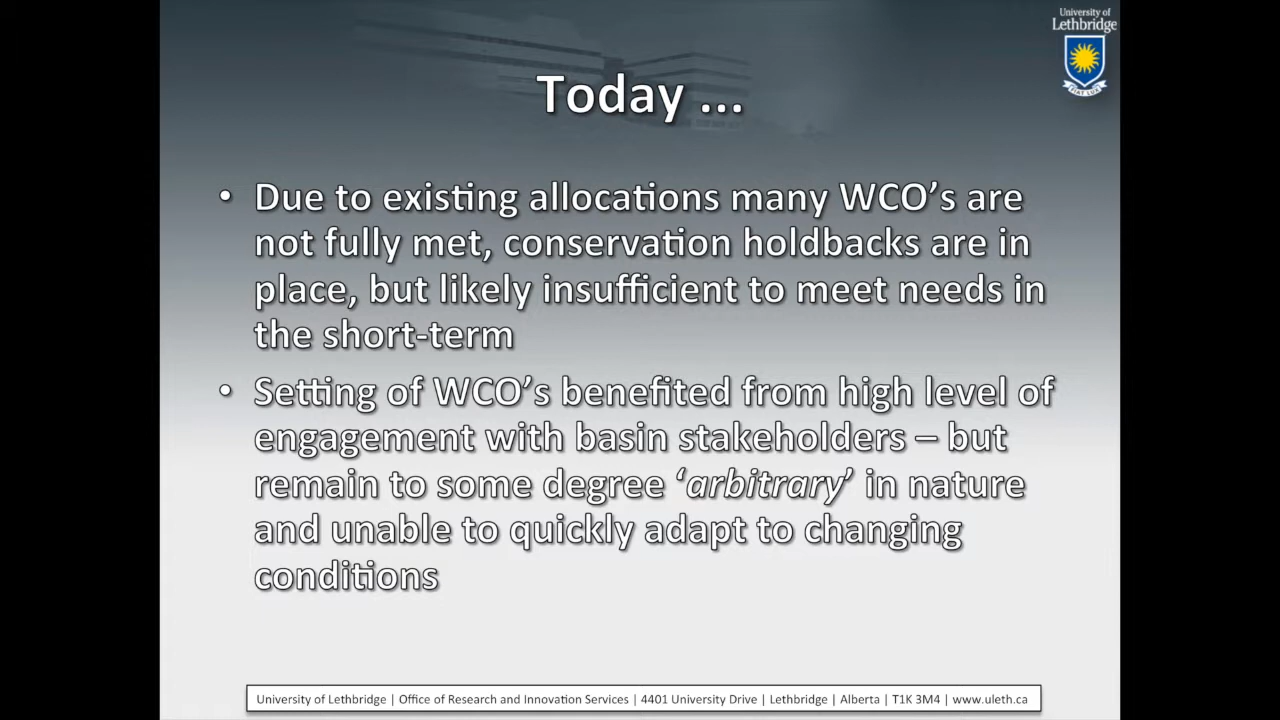 University of
Lethbridge
FIAT LUX
Today ...
• Due to existing allocations many WCO’s are
not fully met, conservation holdbacks are in
place, but likely insufficient to meet needs in
the short-term
• Setting of WCO’s benefited from high level of
engagement with basin stakeholders – but
remain to some degree ‘arbitrary’ in nature
and unable to quickly adapt to changing
conditions
University of Lethbridge | Office of Research and Innovation Services | 4401 University Drive | Lethbridge | Alberta | T1K 3M4 | www.uleth.ca